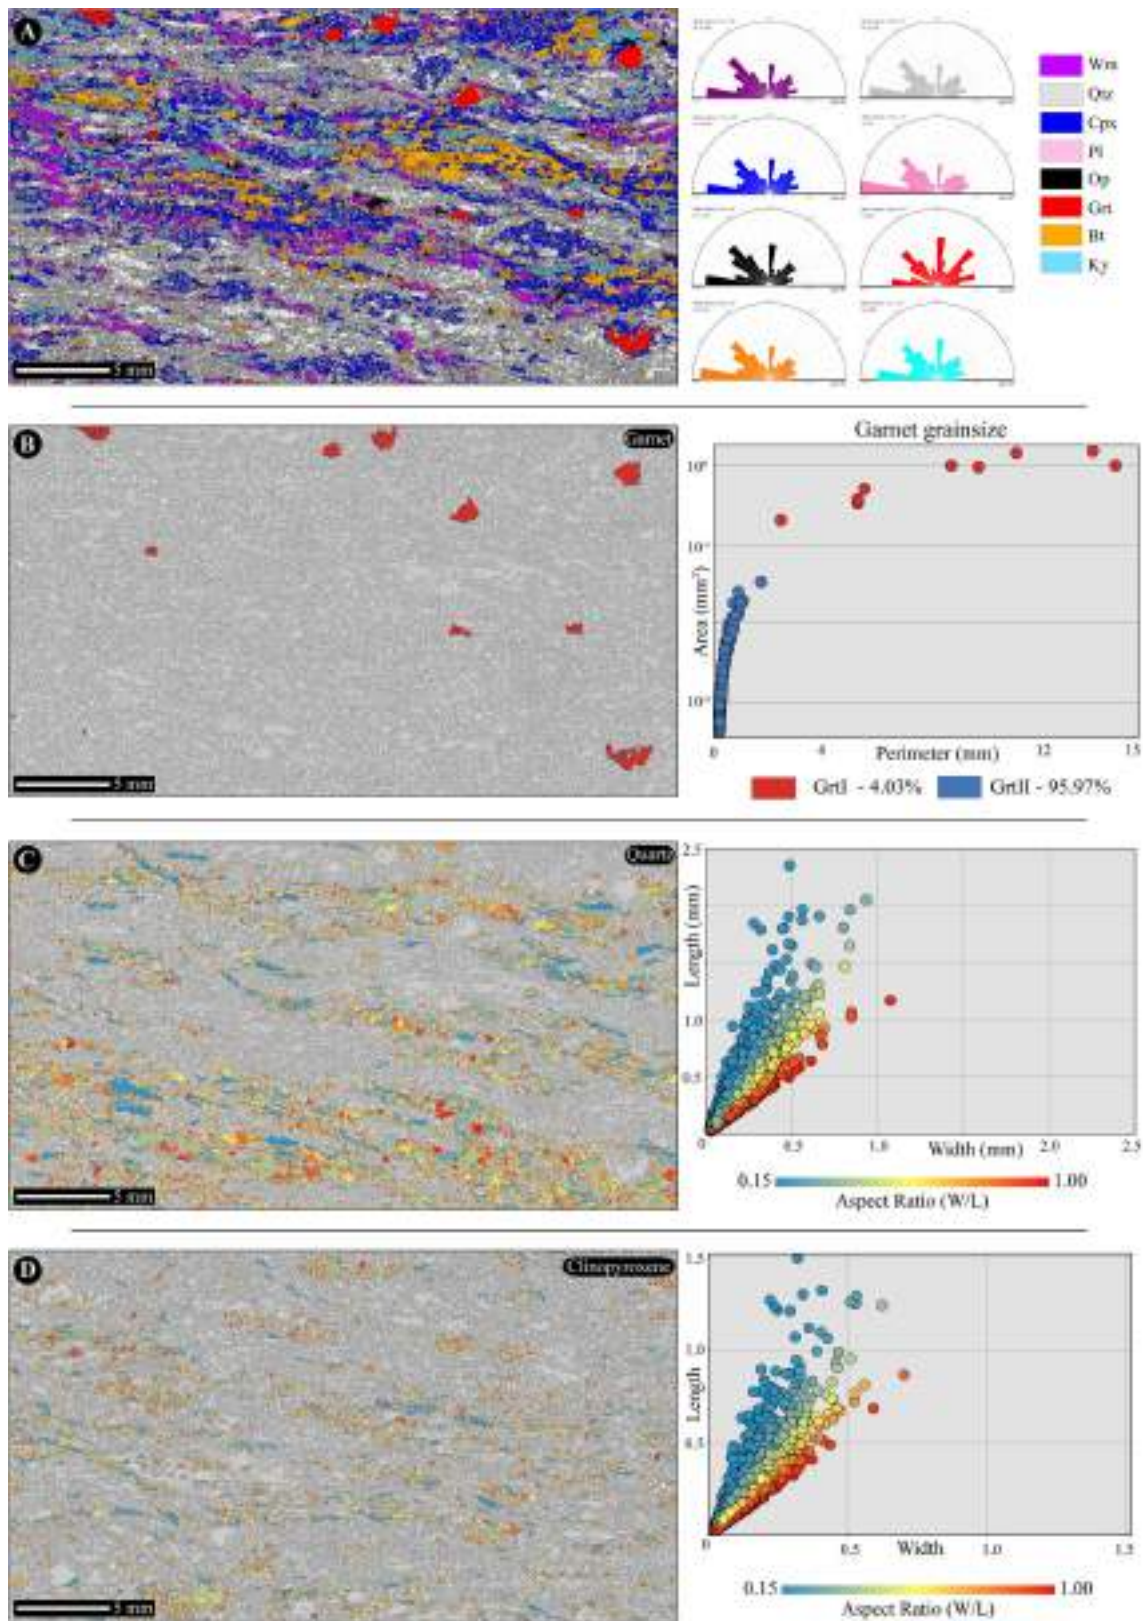 A
Wm
Qtz
Cpx
Pl
Op
Grt
Bt
Ky
5 mm
B
Garnet
Garnet grainsize
Area (mm²)
0
4
Perimeter (mm)
12
15
5 mm
GrtI - 4.03%
GrtII - 95.97%
C
Quartz
2.5
Length (mm)
1.0
0.5
0
0.5
1.0
Width (mm)
2.0
2.5
0.15
1.00
Aspect Ratio (W/L)
5 mm
D
Clinopyroxene
1.5
1.0
Length
0.5
0
0.5
Width
1.0
1.5
0.15
1.00
Aspect Ratio (W/L)
5 mm